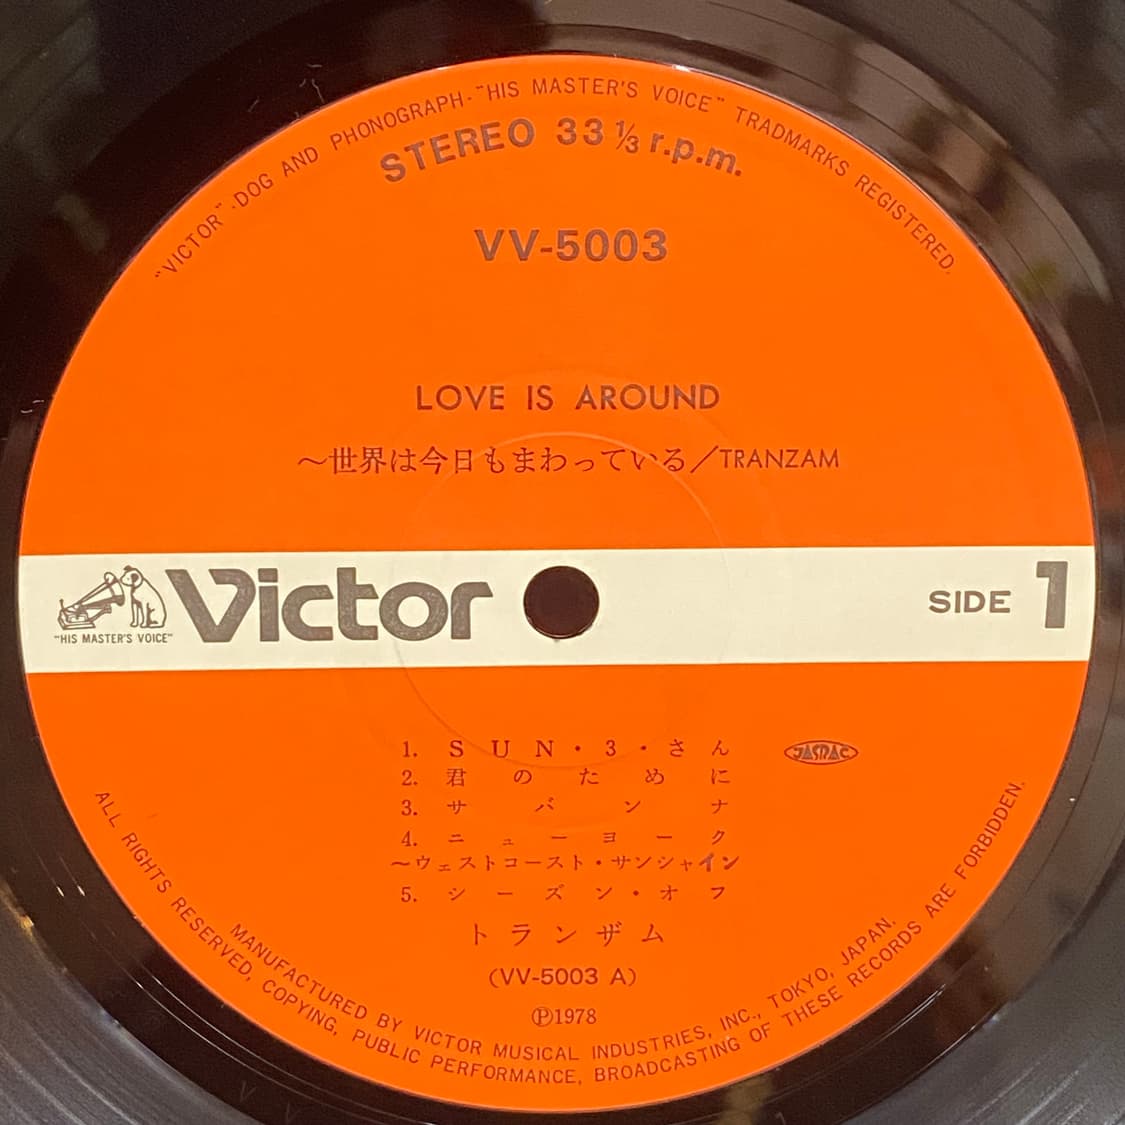 "VICTOR"-DOG AND PHONOGRAPH-"HIS MASTER'S VOICE" TRADMARKS REGISTERED.
STEREO 33 1/3 r.p.m.
VV-5003
LOVE IS AROUND
～世界は今日もまわっている／TRANZAM
Victor
"HIS MASTER'S VOICE"
SIDE 1
1. SUN・3・さん
JASRAC
2. 君のために
3. サバンナ
4. ニューヨーク
～ウェストコースト・サンシャイン
5. シーズン・オフ
トランザム
(VV-5003 A)
Ⓟ1978
MANUFACTURED BY VICTOR MUSICAL INDUSTRIES, INC., TOKYO, JAPAN.
ALL RIGHTS RESERVED, COPYING, PUBLIC PERFORMANCE, BROADCASTING OF THESE RECORDS ARE FORBIDDEN.